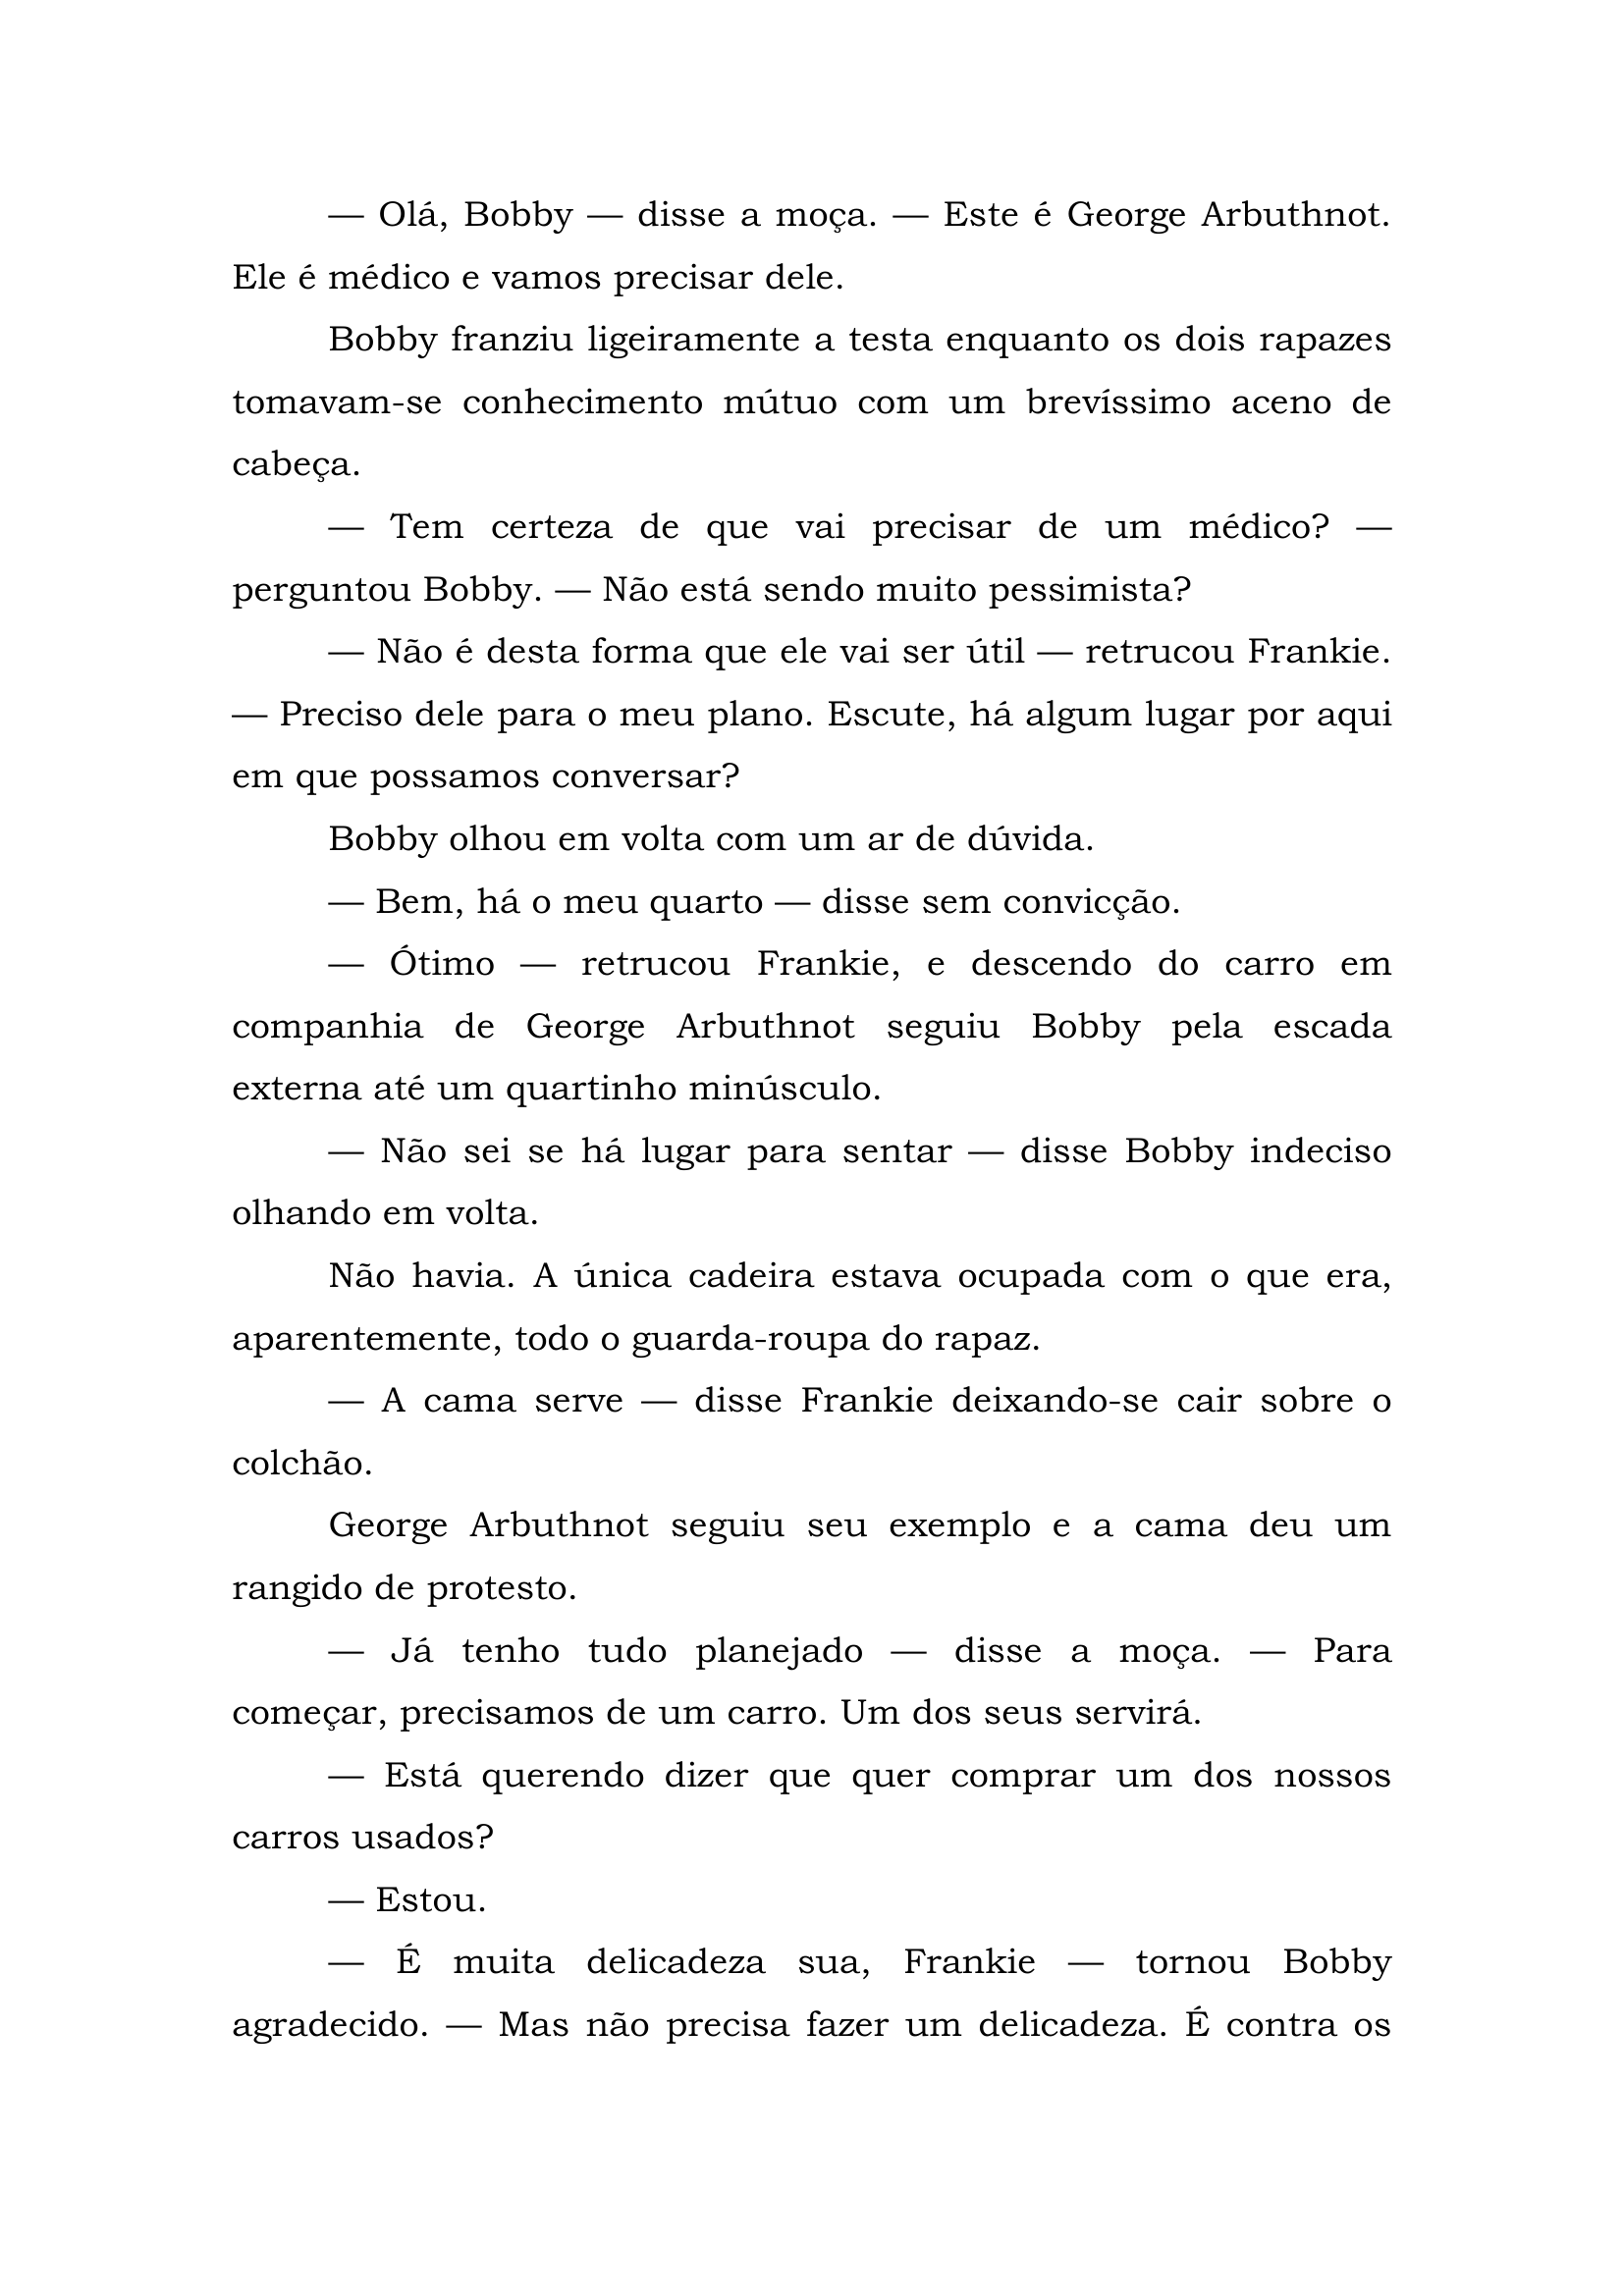 — Olá, Bobby — disse a moça. — Este é George Arbuthnot.
Ele é médico e vamos precisar dele.
Bobby franziu ligeiramente a testa enquanto os dois rapazes
tomavam-se conhecimento mútuo com um brevíssimo aceno de
cabeça.
— Tem certeza de que vai precisar de um médico? —
perguntou Bobby. — Não está sendo muito pessimista?
— Não é desta forma que ele vai ser útil — retrucou Frankie.
— Preciso dele para o meu plano. Escute, há algum lugar por aqui
em que possamos conversar?
Bobby olhou em volta com um ar de dúvida.
— Bem, há o meu quarto — disse sem convicção.
— Ótimo — retrucou Frankie, e descendo do carro em
companhia de George Arbuthnot seguiu Bobby pela escada
externa até um quartinho minúsculo.
— Não sei se há lugar para sentar — disse Bobby indeciso
olhando em volta.
Não havia. A única cadeira estava ocupada com o que era,
aparentemente, todo o guarda-roupa do rapaz.
— A cama serve — disse Frankie deixando-se cair sobre o
colchão.
George Arbuthnot seguiu seu exemplo e a cama deu um
rangido de protesto.
— Já tenho tudo planejado — disse a moça. — Para
começar, precisamos de um carro. Um dos seus servirá.
— Está querendo dizer que quer comprar um dos nossos
carros usados?
— Estou.
— É muita delicadeza sua, Frankie — tornou Bobby
agradecido. — Mas não precisa fazer um delicadeza. É contra os